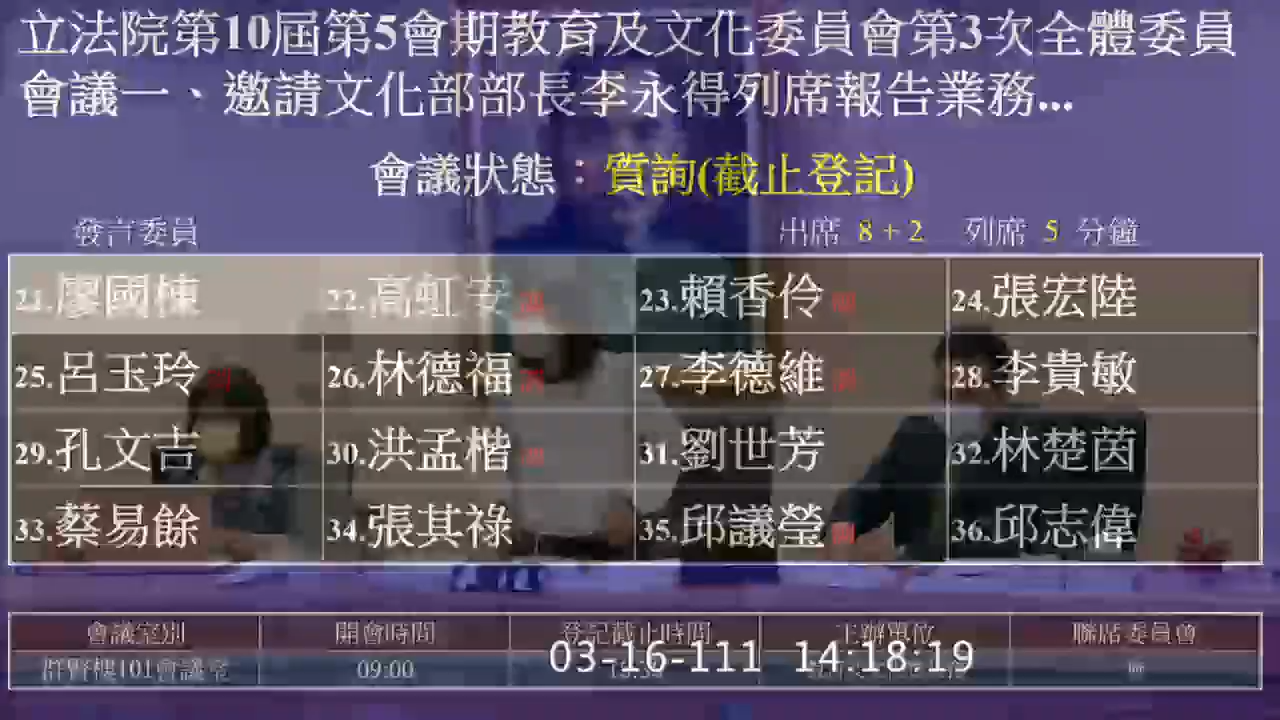 立法院第10屆第5會期教育及文化委員會第3次全體委員
會議一、邀請文化部部長李永得列席報告業務...
會議狀態：質詢(截止登記)
發言委員 出席 8 + 2 列席 5 分鐘
21.廖國棟 22.高虹安 23.賴香伶 24.張宏陸
25.呂玉玲 26.林德福 27.李德維 28.李貴敏
29.孔文吉 30.洪孟楷 31.劉世芳 32.林楚茵
33.蔡易餘 34.張其祿 35.邱議瑩 36.邱志偉
會議室別 開會時間 登記截止時間 主辦單位 聯席委員會
群賢樓101會議室 09:00
03-16-111 14:18:19